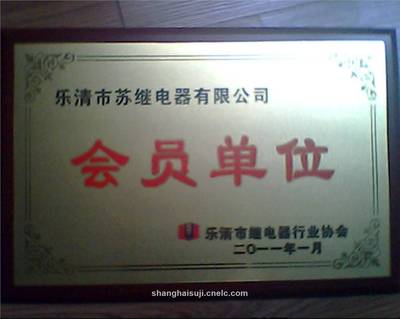 乐清市苏继电器有限公司
会员单位
乐清市继电器行业协会
二〇一一年一月
shanghaisuji.cnelc.com